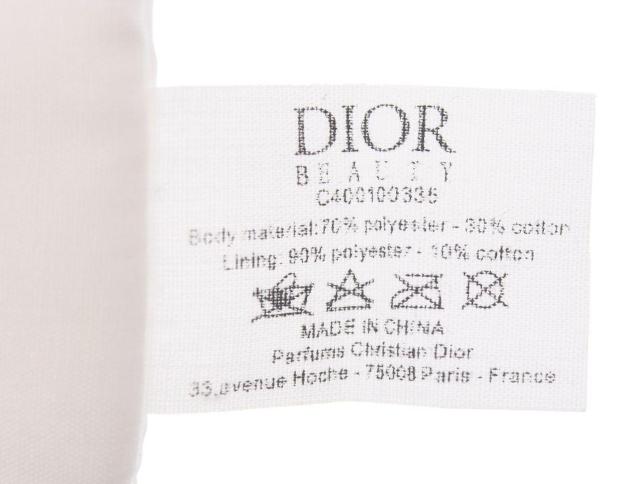 DIOR
BEAUTY
C400100335
Body material:70% polyester - 30% cotton
Lining: 90% polyester - 10% cotton
MADE IN CHINA
Parfums Christian Dior
33,avenue Hoche - 75008 Paris - France